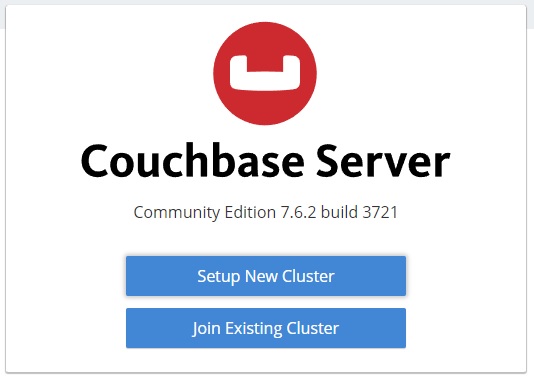 Couchbase Server
Community Edition 7.6.2 build 3721
Setup New Cluster
Join Existing Cluster